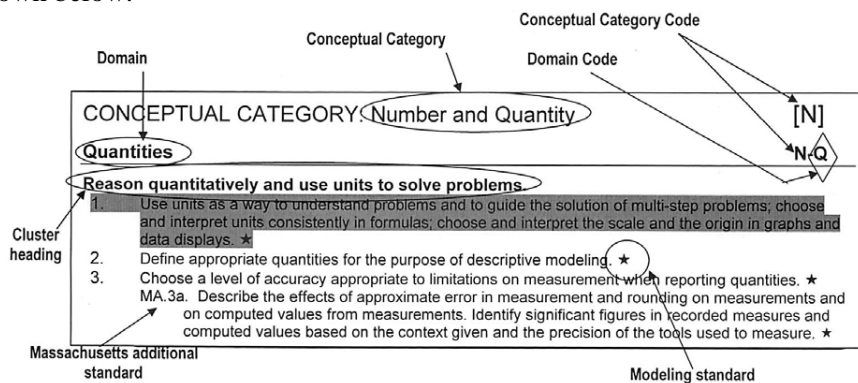 Conceptual Category Code
Conceptual Category
Domain
Domain Code
CONCEPTUAL CATEGORY: Number and Quantity [N]
Quantities N-Q
Reason quantitatively and use units to solve problems.
1. Use units as a way to understand problems and to guide the solution of multi-step problems; choose
and interpret units consistently in formulas; choose and interpret the scale and the origin in graphs and
data displays. ★
Cluster
heading
2. Define appropriate quantities for the purpose of descriptive modeling. ★
3. Choose a level of accuracy appropriate to limitations on measurement when reporting quantities. ★
MA.3a. Describe the effects of approximate error in measurement and rounding on measurements and
on computed values from measurements. Identify significant figures in recorded measures and
computed values based on the context given and the precision of the tools used to measure. ★
Massachusetts additional
standard
Modeling standard